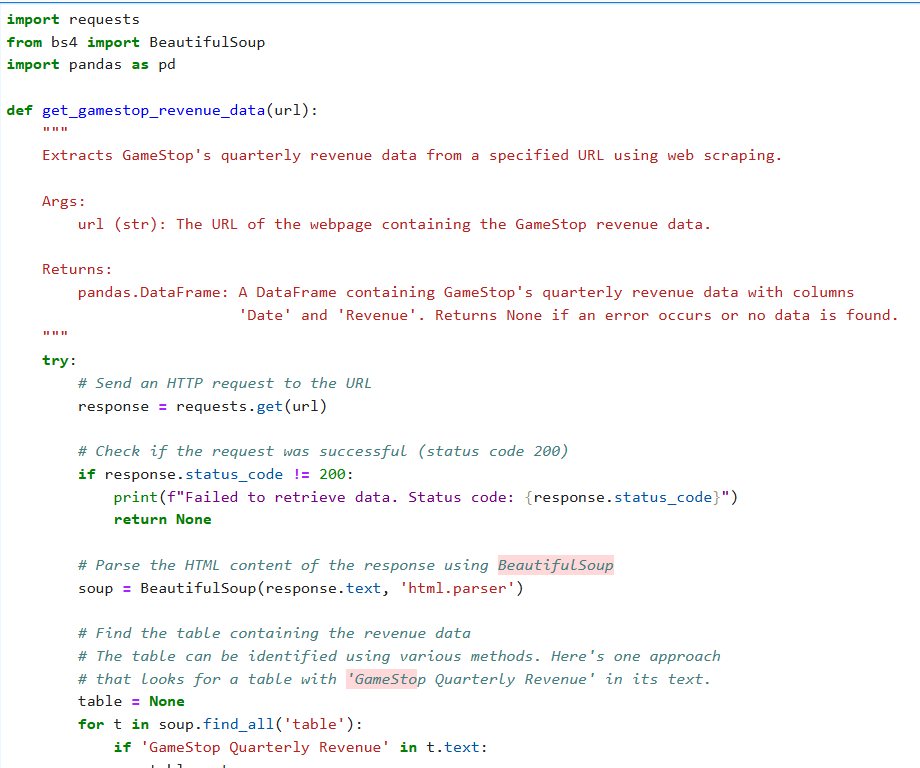 import requests
from bs4 import BeautifulSoup
import pandas as pd
def get_gamestop_revenue_data(url):
"""
Extracts GameStop's quarterly revenue data from a specified URL using web scraping.
Args:
url (str): The URL of the webpage containing the GameStop revenue data.
Returns:
pandas.DataFrame: A DataFrame containing GameStop's quarterly revenue data with columns
'Date' and 'Revenue'. Returns None if an error occurs or no data is found.
"""
try:
# Send an HTTP request to the URL
response = requests.get(url)
# Check if the request was successful (status code 200)
if response.status_code != 200:
print(f"Failed to retrieve data. Status code: {response.status_code}")
return None
# Parse the HTML content of the response using BeautifulSoup
soup = BeautifulSoup(response.text, 'html.parser')
# Find the table containing the revenue data
# The table can be identified using various methods. Here's one approach
# that looks for a table with 'GameStop Quarterly Revenue' in its text.
table = None
for t in soup.find_all('table'):
if 'GameStop Quarterly Revenue' in t.text: